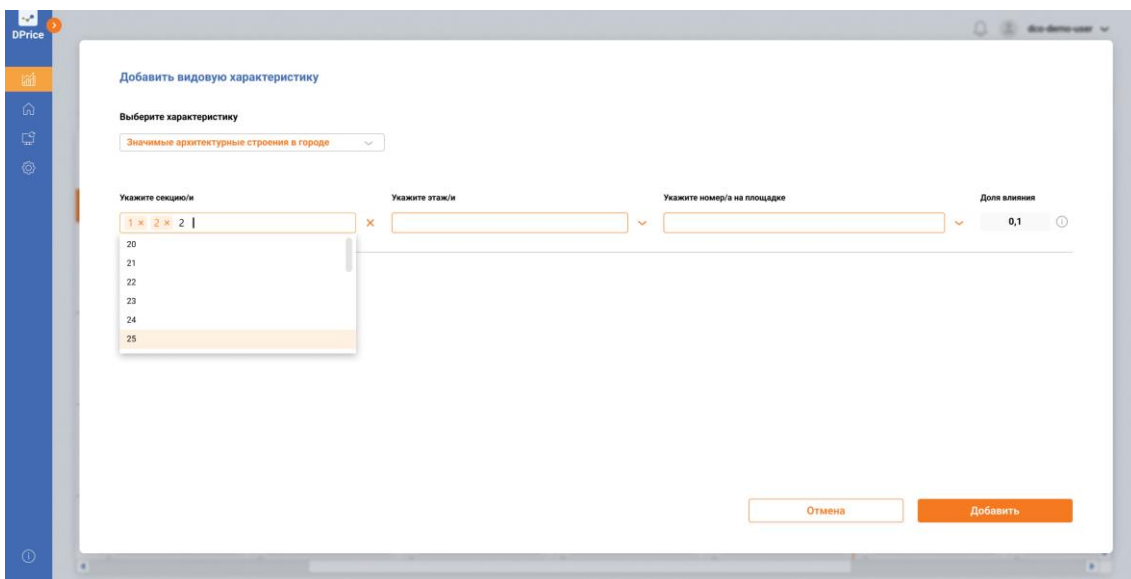 DPrice
dco-demo-user
Добавить видовую характеристику
Выберите характеристику
Значимые архитектурные строения в городе
Укажите секцию/и Укажите этаж/и Укажите номер/а на площадке Доля влияния
1 × 2 × 2 0,1
20
21
22
23
24
25
Отмена Добавить